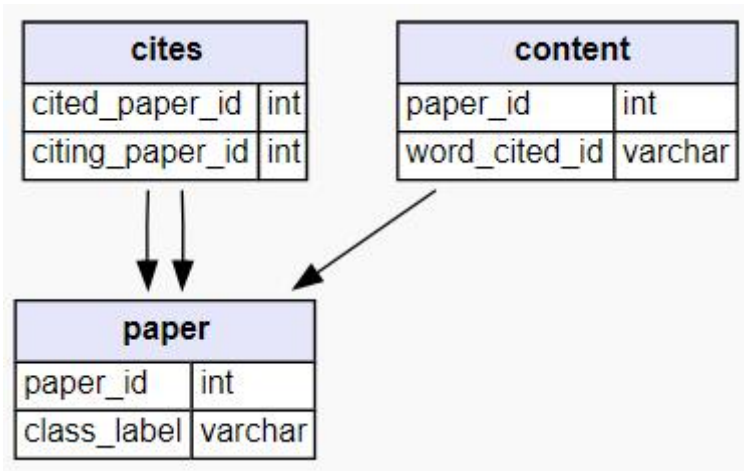 cites
cited_paper_id int
citing_paper_id int
content
paper_id int
word_cited_id varchar
paper
paper_id int
class_label varchar